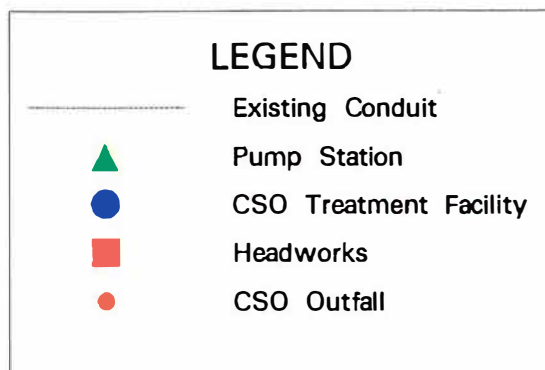 LEGEND
Existing Conduit
Pump Station
CSO Treatment Facility
Headworks
CSO Outfall